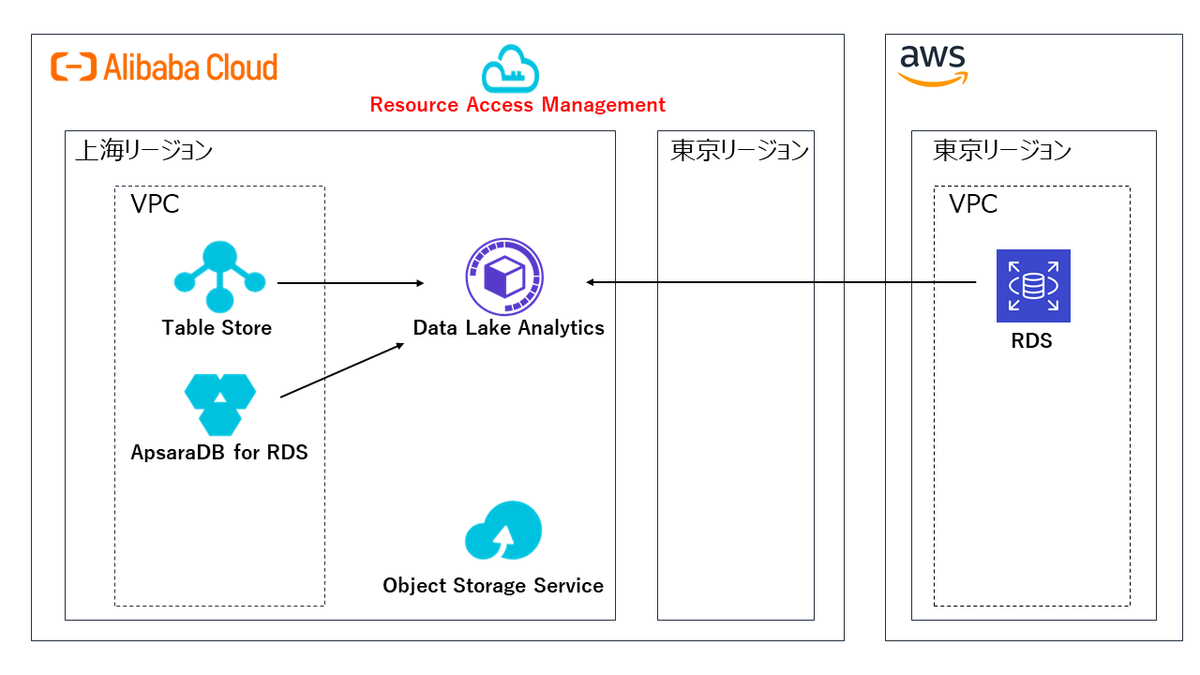 Alibaba Cloud
Resource Access Management
aws
上海リージョン
東京リージョン
東京リージョン
VPC
VPC
Table Store
Data Lake Analytics
RDS
ApsaraDB for RDS
Object Storage Service